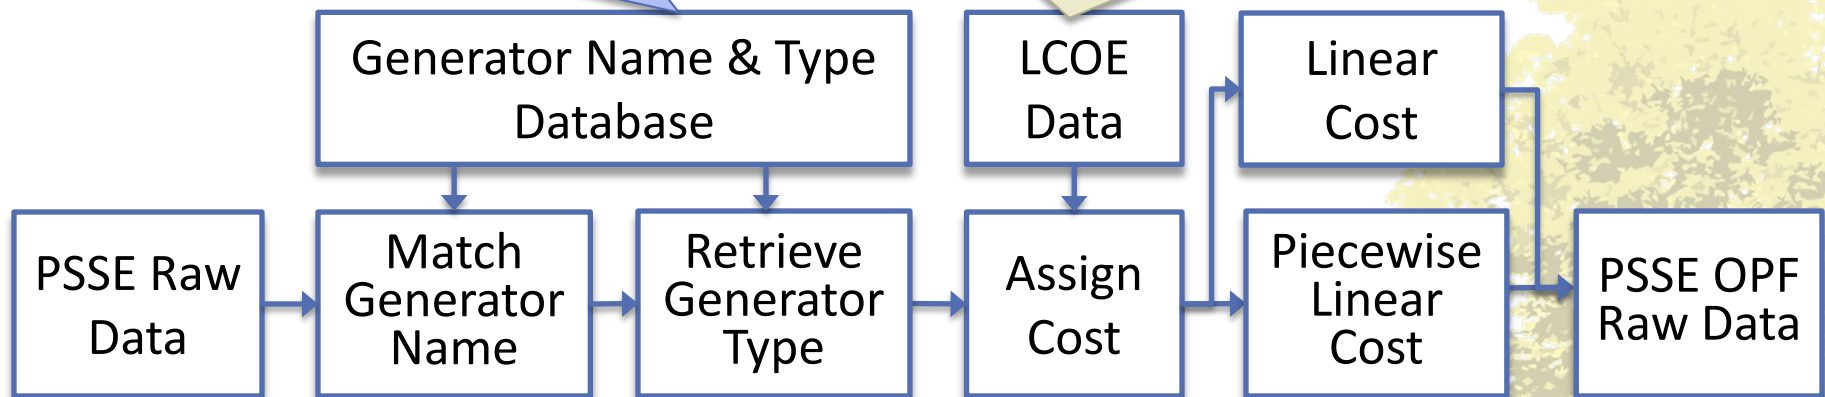 Generator Name & Type
Database
LCOE
Data
Linear
Cost
PSSE Raw
Data
Match
Generator
Name
Retrieve
Generator
Type
Assign
Cost
Piecewise
Linear
Cost
PSSE OPF
Raw Data